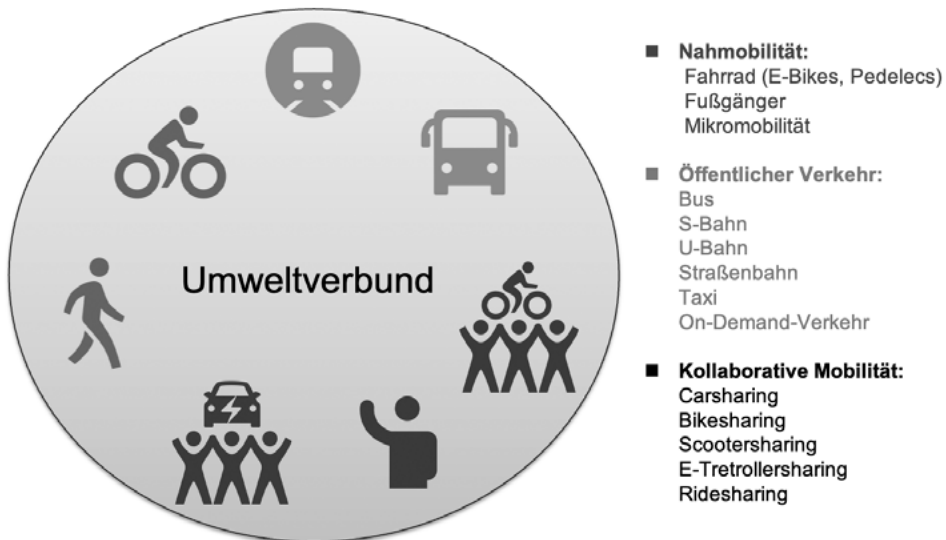 Umweltverbund
Nahmobilität:
Fahrrad (E-Bikes, Pedelecs)
Fußgänger
Mikromobilität
Öffentlicher Verkehr:
Bus
S-Bahn
U-Bahn
Straßenbahn
Taxi
On-Demand-Verkehr
Kollaborative Mobilität:
Carsharing
Bikesharing
Scootersharing
E-Tretrollersharing
Ridesharing